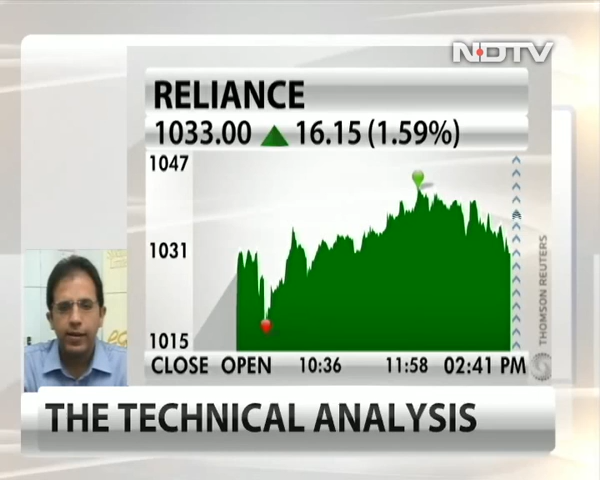 NDTV
RELIANCE
1033.00 ▲ 16.15 (1.59%)
1047
1031
1015
CLOSE OPEN 10:36 11:58 02:41 PM
THOMSON REUTERS
THE TECHNICAL ANALYSIS